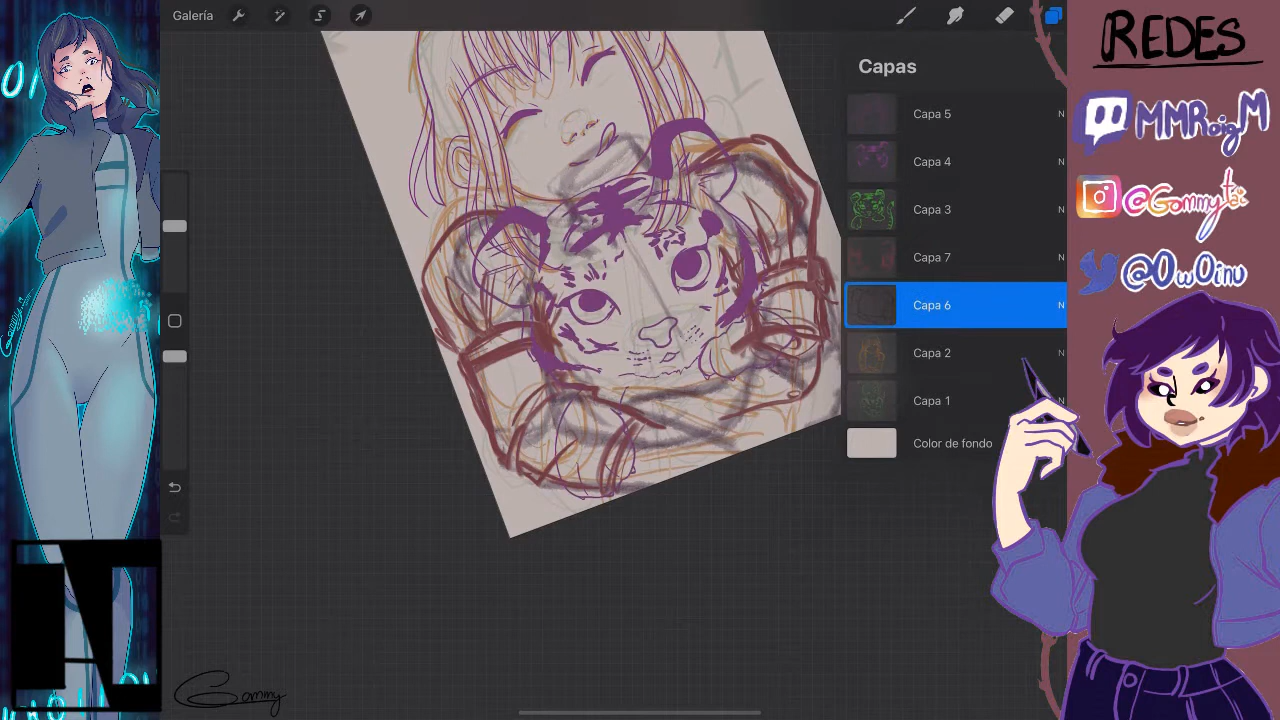 Galería
Capas
Capa 5
N
Capa 4
N
Capa 3
N
Capa 7
N
Capa 6
N
Capa 2
N
Capa 1
N
Color de fondo
Gommy
REDES
MMRoigM
@Gommytai
@OwOinu